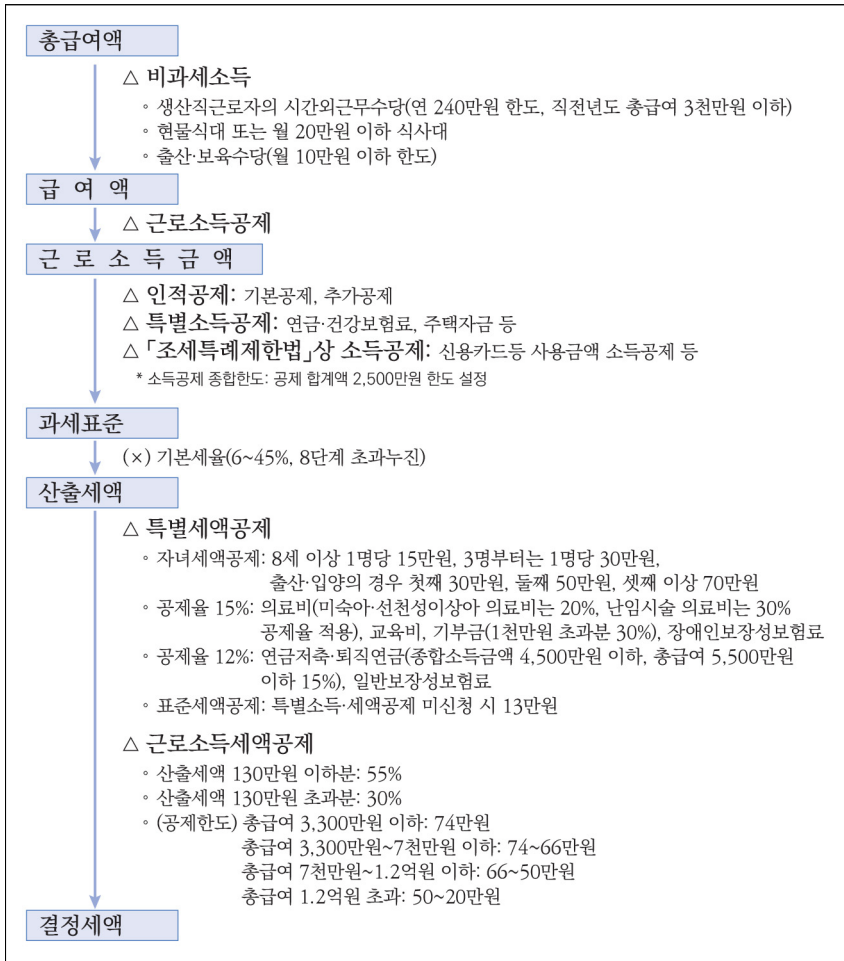 총급여액
△ 비과세소득
◦ 생산직근로자의 시간외근무수당(연 240만원 한도, 직전년도 총급여 3천만원 이하)
◦ 현물식대 또는 월 20만원 이하 식사대
◦ 출산·보육수당(월 10만원 이하 한도)
급 여 액
△ 근로소득공제
근 로 소 득 금 액
△ 인적공제: 기본공제, 추가공제
△ 특별소득공제: 연금·건강보험료, 주택자금 등
△ 「조세특례제한법」상 소득공제: 신용카드등 사용금액 소득공제 등
* 소득공제 종합한도: 공제 합계액 2,500만원 한도 설정
과세표준
(×) 기본세율(6~45%, 8단계 초과누진)
산출세액
△ 특별세액공제
◦ 자녀세액공제: 8세 이상 1명당 15만원, 3명부터는 1명당 30만원,
출산·입양의 경우 첫째 30만원, 둘째 50만원, 셋째 이상 70만원
◦ 공제율 15%: 의료비(미숙아·선천성이상아 의료비는 20%, 난임시술 의료비는 30%
공제율 적용), 교육비, 기부금(1천만원 초과분 30%), 장애인보장성보험료
◦ 공제율 12%: 연금저축·퇴직연금(종합소득금액 4,500만원 이하, 총급여 5,500만원
이하 15%), 일반보장성보험료
◦ 표준세액공제: 특별소득·세액공제 미신청 시 13만원
△ 근로소득세액공제
◦ 산출세액 130만원 이하분: 55%
◦ 산출세액 130만원 초과분: 30%
◦ (공제한도) 총급여 3,300만원 이하: 74만원
총급여 3,300만원~7천만원 이하: 74~66만원
총급여 7천만원~1.2억원 이하: 66~50만원
총급여 1.2억원 초과: 50~20만원
결정세액